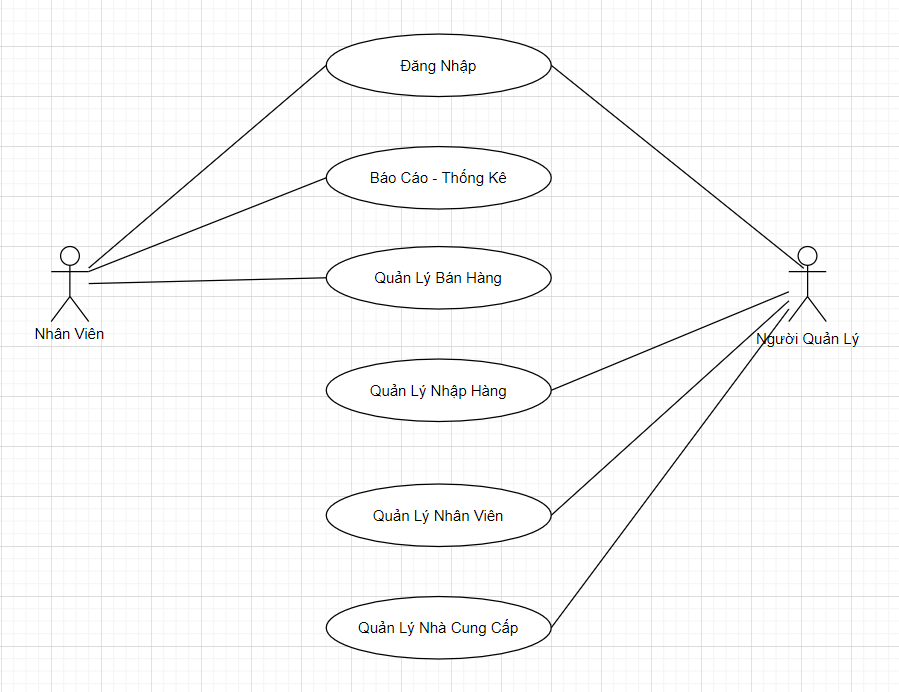 Đăng Nhập
Báo Cáo - Thống Kê
Quản Lý Bán Hàng
Nhân Viên
Người Quản Lý
Quản Lý Nhập Hàng
Quản Lý Nhân Viên
Quản Lý Nhà Cung Cấp